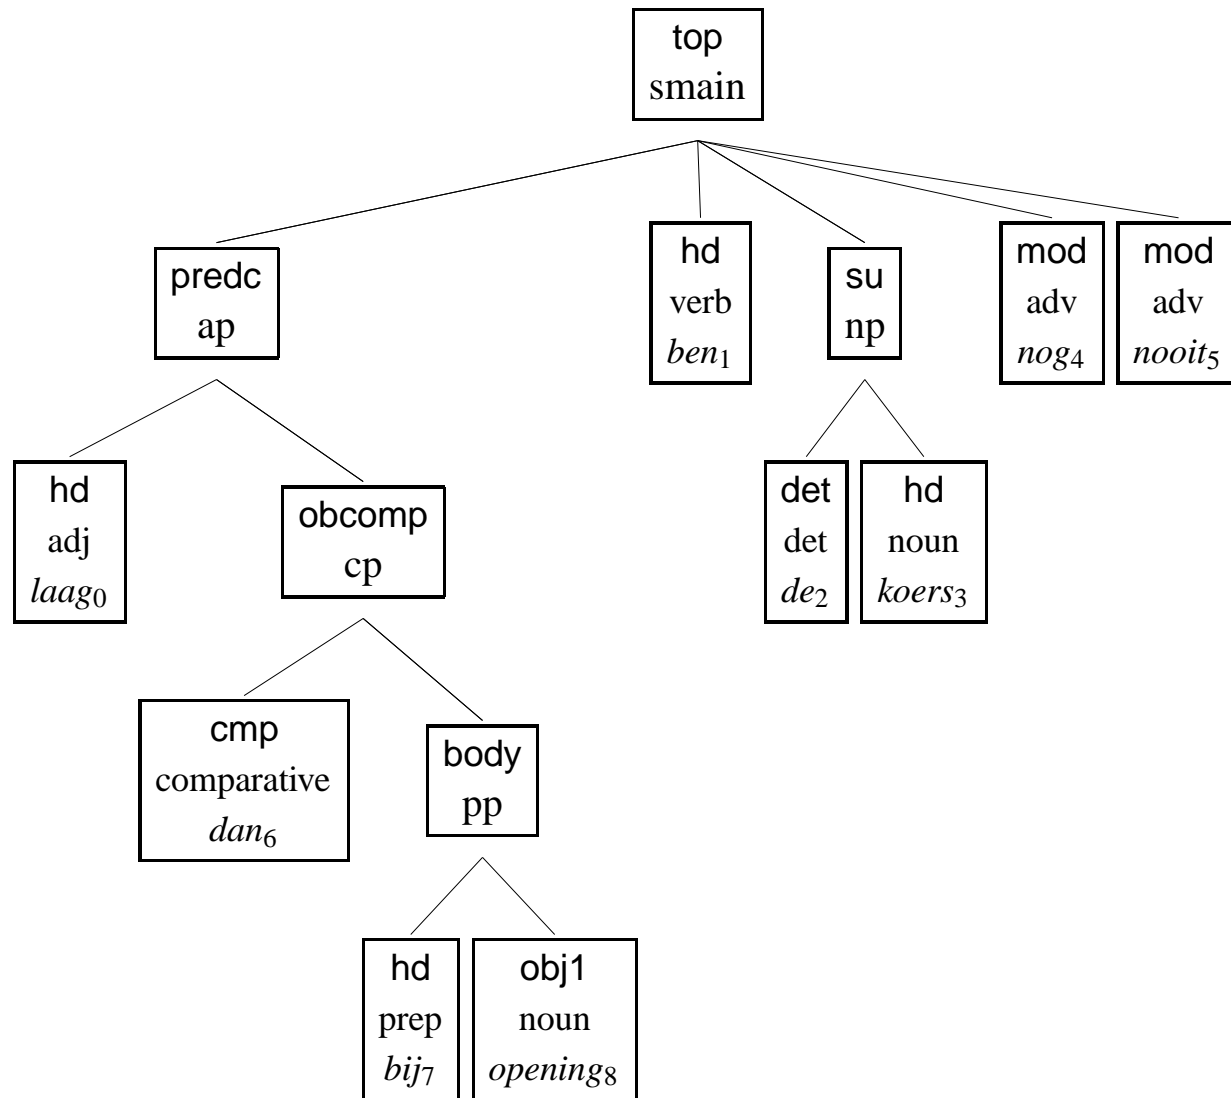 top
smain
predc
ap
hd
verb
ben1
su
np
mod
adv
nog4
mod
adv
nooit5
hd
adj
laag0
obcomp
cp
det
det
de2
hd
noun
koers3
cmp
comparative
dan6
body
pp
hd
prep
bij7
obj1
noun
opening8